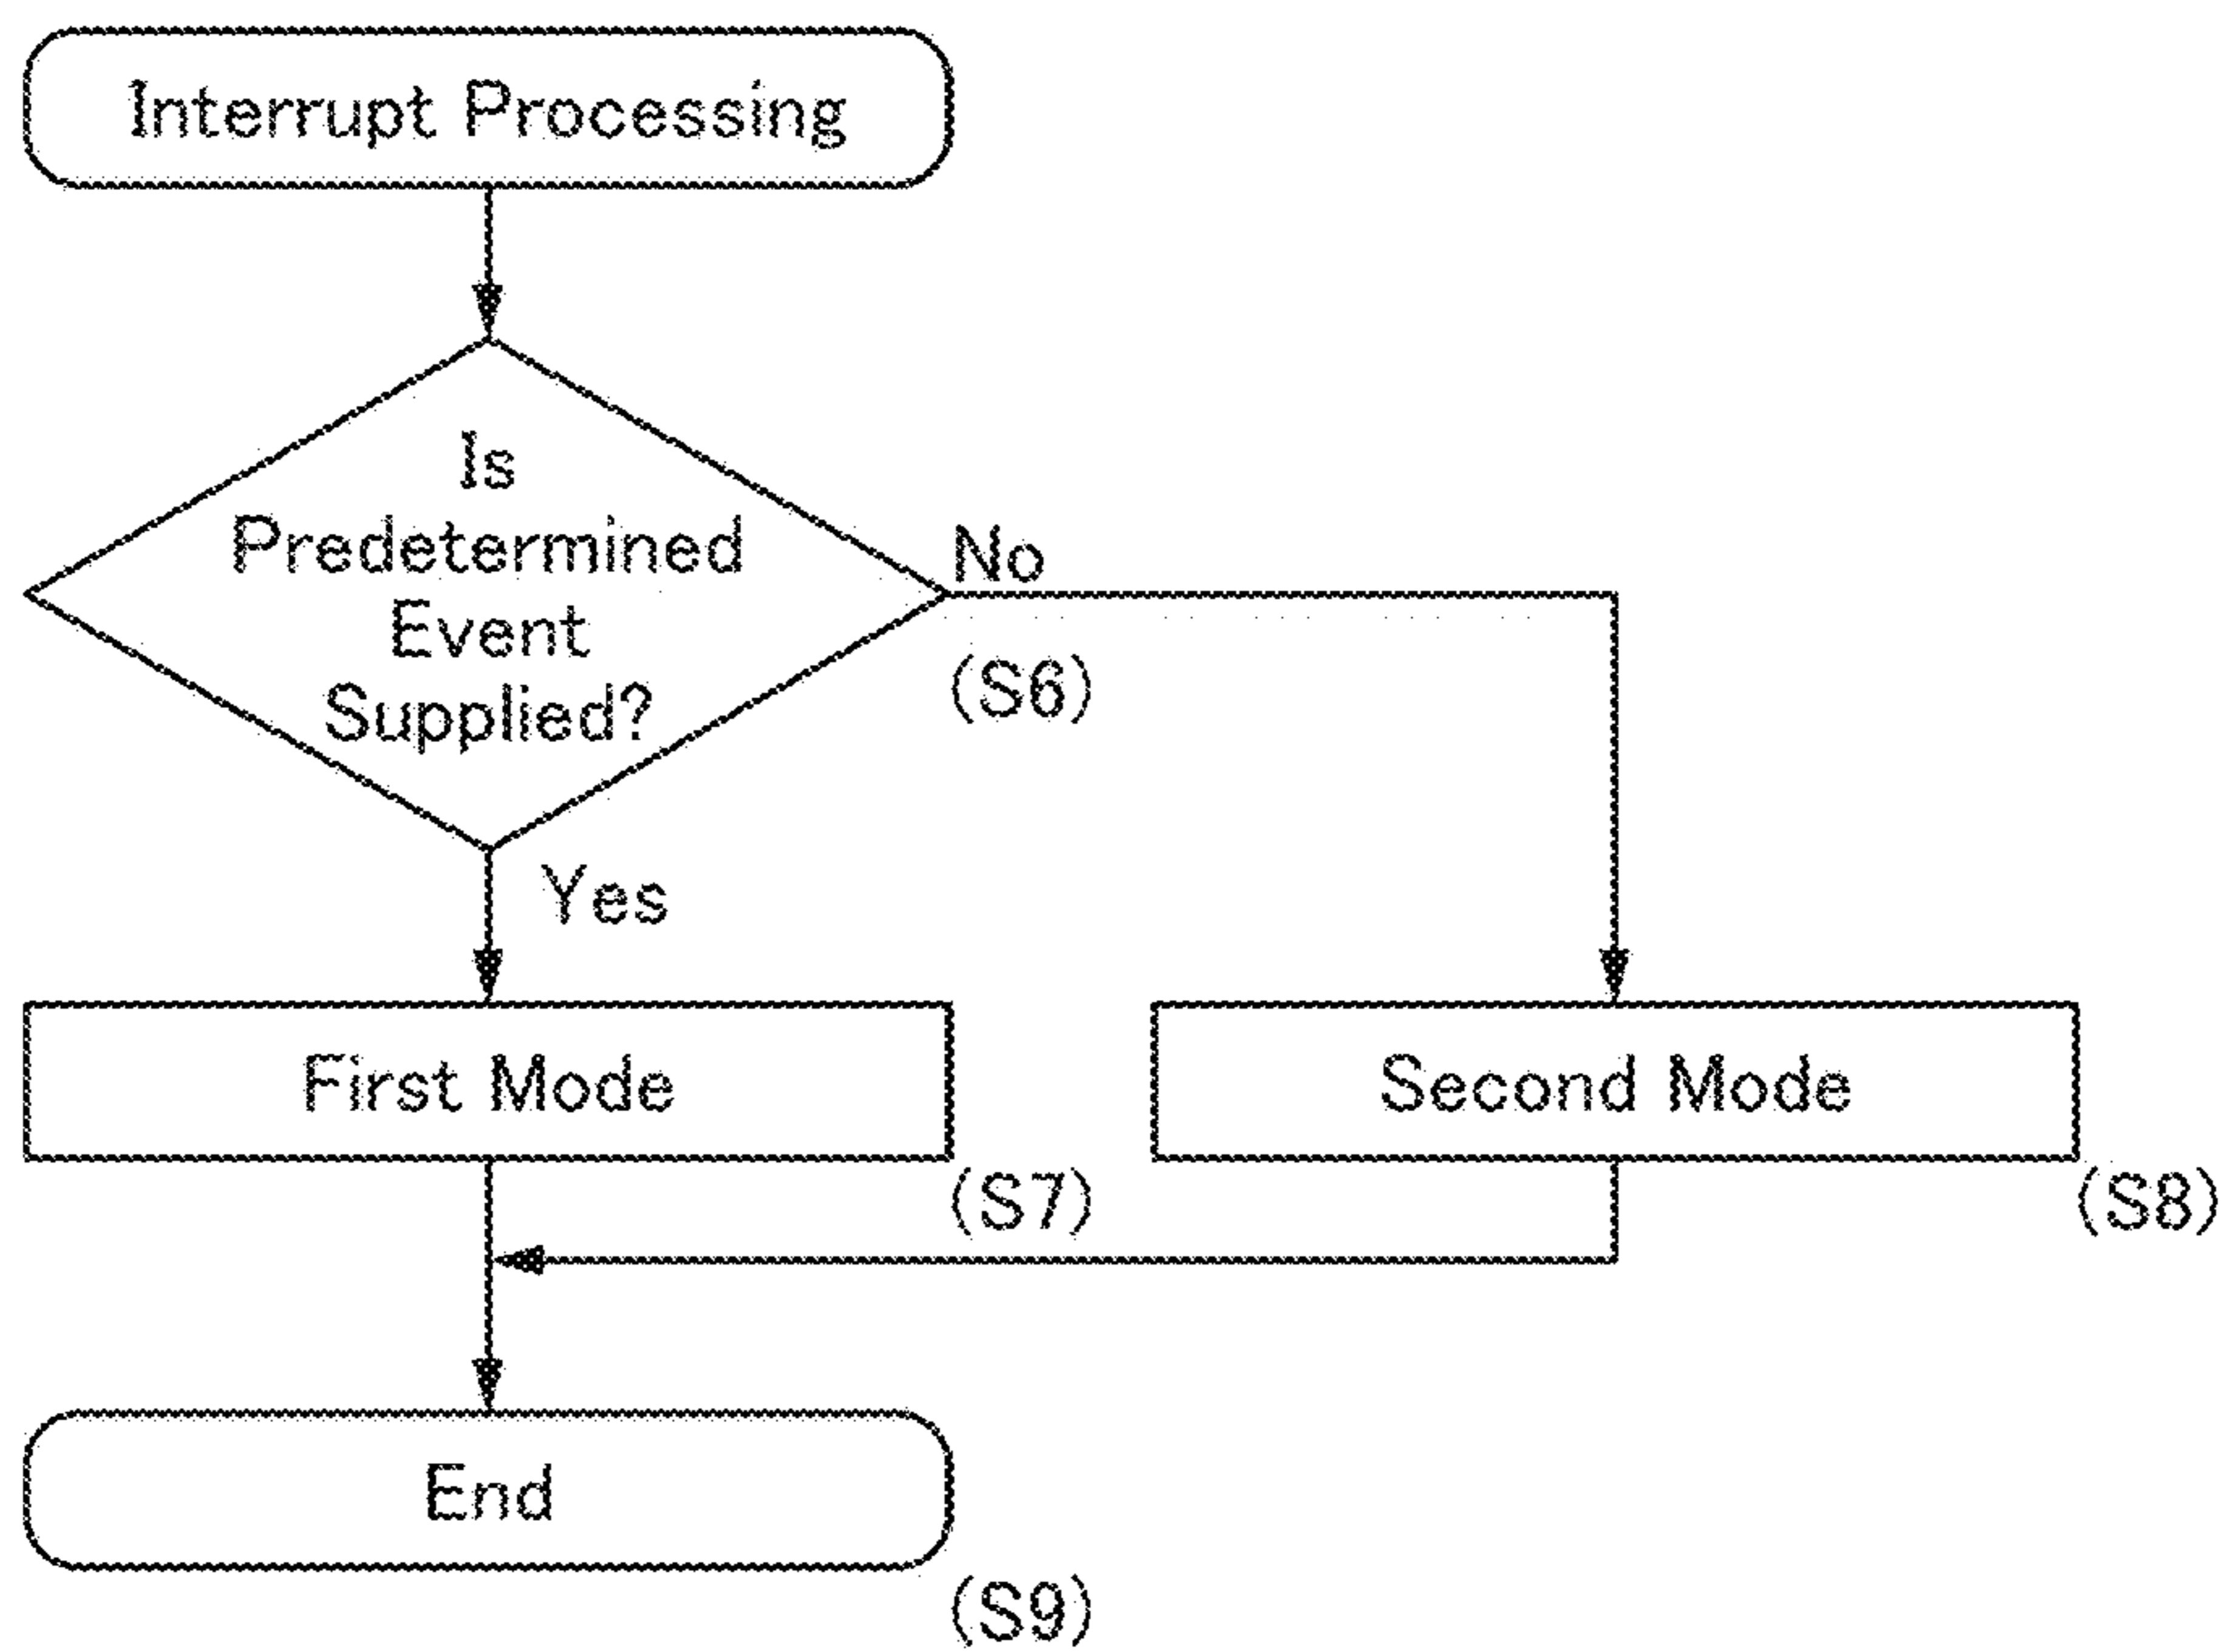 Interrupt Processing
Is
Predetermined
Event
Supplied?
No
(S6)
Yes
First Mode
(S7)
Second Mode
(S8)
End
(S9)